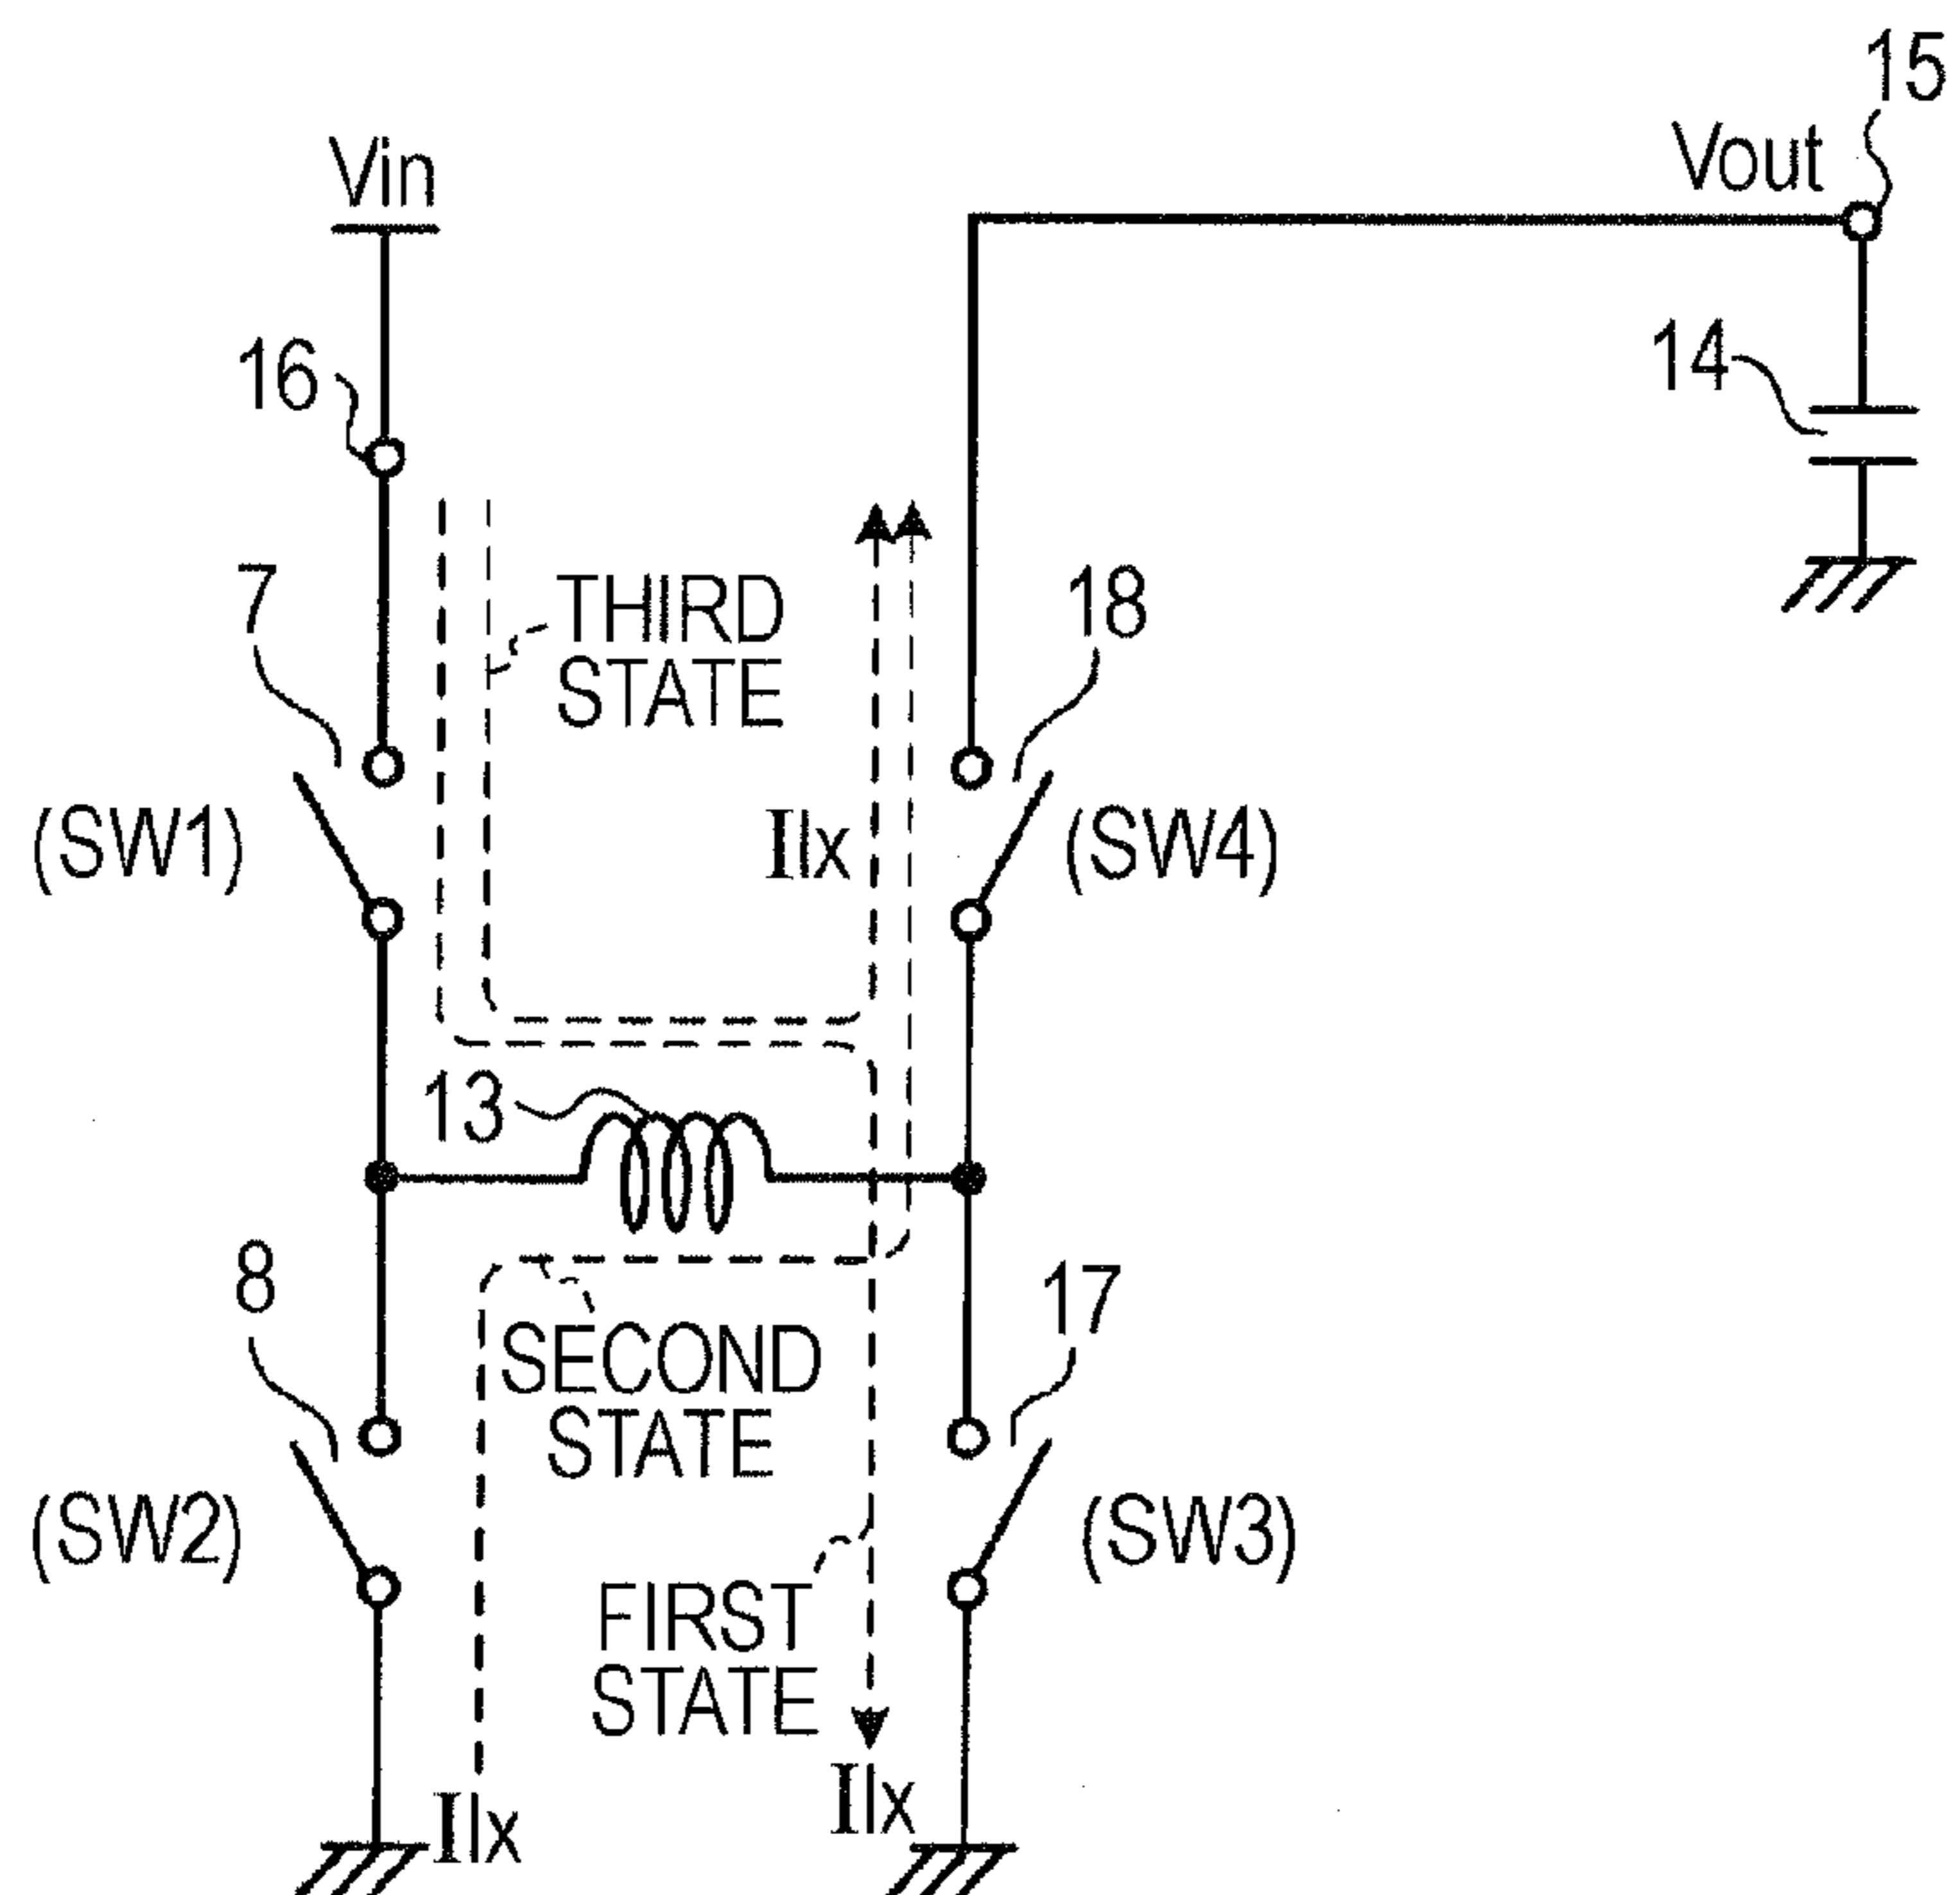 15
Vin
Vout
16
14
7
THIRD
STATE
18
(SW1)
Ilx
(SW4)
13
8
SECOND
STATE
17
(SW2)
(SW3)
FIRST
STATE
Ilx
Ilx